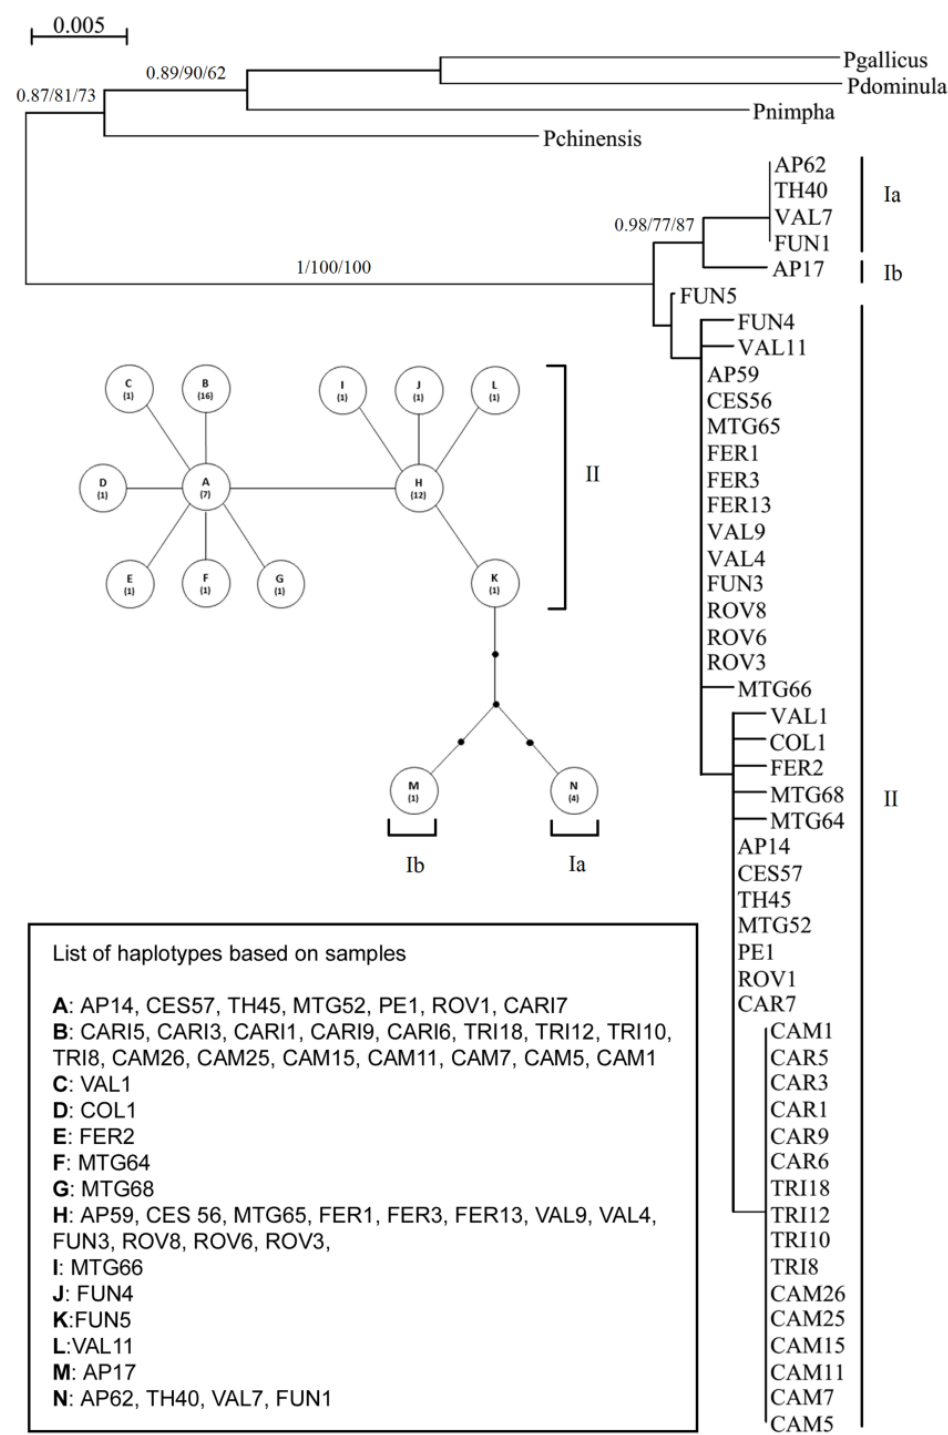 0.005
Pgallicus
0.89/90/62
Pdominula
0.87/81/73
Pnimpha
Pchinensis
AP62
TH40
Ia
VAL7
0.98/77/87
FUN1
1/100/100
AP17
Ib
FUN5
FUN4
VAL11
AP59
CES56
MTG65
FER1
FER3
FER13
VAL9
VAL4
FUN3
ROV8
ROV6
ROV3
MTG66
VAL1
COL1
FER2
MTG68
MTG64
II
AP14
CES57
TH45
MTG52
PE1
ROV1
CAR7
CAM1
CAR5
CAR3
CAR1
CAR9
CAR6
TRI18
TRI12
TRI10
TRI8
CAM26
CAM25
CAM15
CAM11
CAM7
CAM5
C
(1)
B
(16)
I
(1)
J
(1)
L
(1)
II
D
(1)
A
(7)
H
(12)
E
(1)
F
(1)
G
(1)
K
(1)
M
(1)
N
(4)
Ib
Ia
List of haplotypes based on samples
A: AP14, CES57, TH45, MTG52, PE1, ROV1, CARI7
B: CARI5, CARI3, CARI1, CARI9, CARI6, TRI18, TRI12, TRI10,
TRI8, CAM26, CAM25, CAM15, CAM11, CAM7, CAM5, CAM1
C: VAL1
D: COL1
E: FER2
F: MTG64
G: MTG68
H: AP59, CES 56, MTG65, FER1, FER3, FER13, VAL9, VAL4,
FUN3, ROV8, ROV6, ROV3,
I: MTG66
J: FUN4
K:FUN5
L:VAL11
M: AP17
N: AP62, TH40, VAL7, FUN1